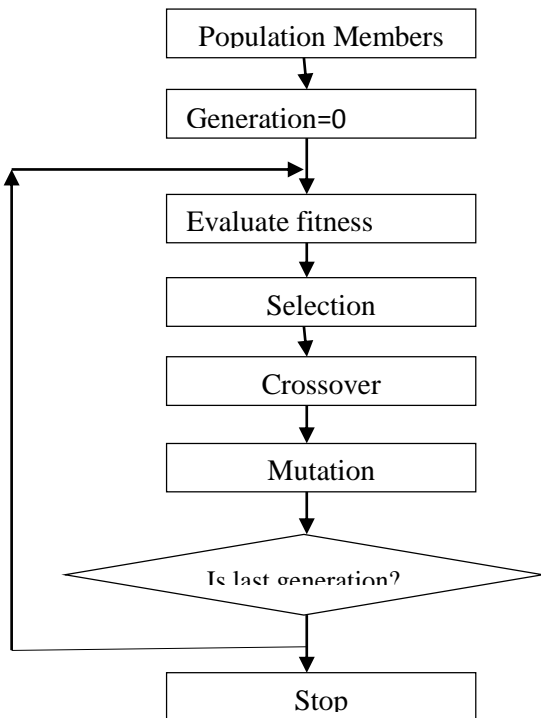 Population Members
Generation=0
Evaluate fitness
Selection
Crossover
Mutation
Is last generation?
Stop